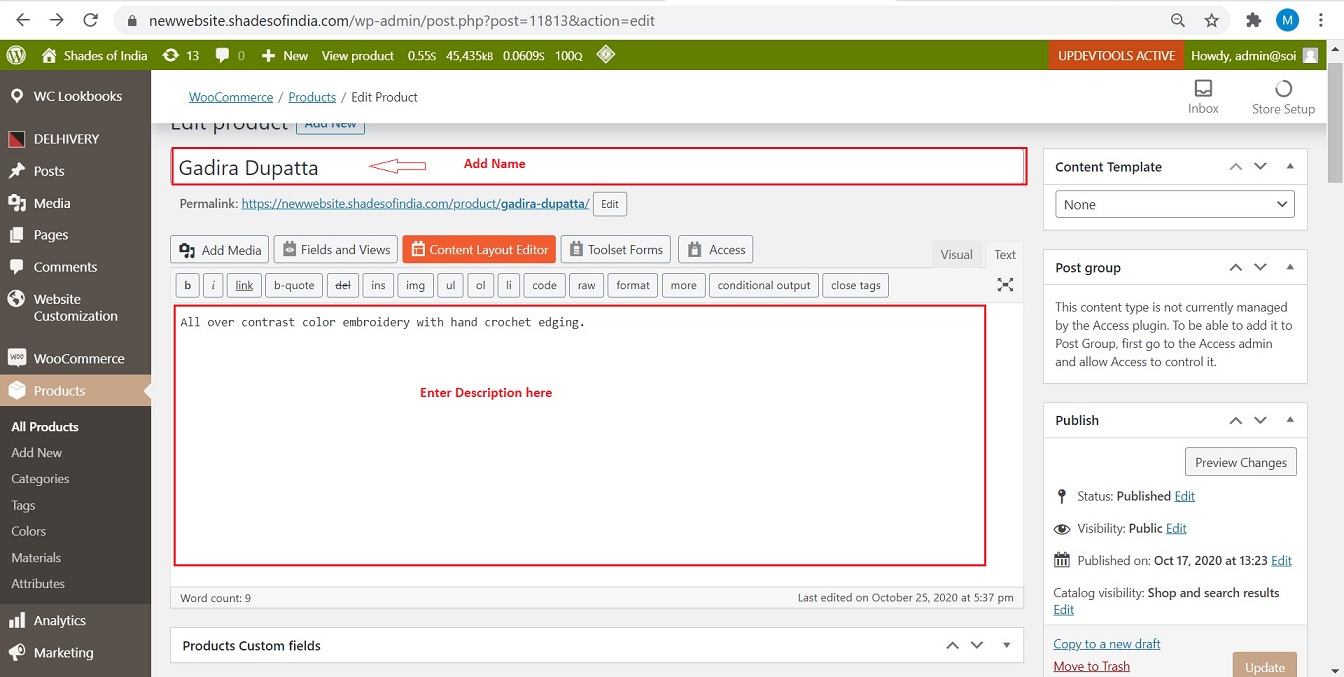 newwebsite.shadesofindia.com/wp-admin/post.php?post=11813&action=edit
M
Shades of India 13 0 New View product 0.55s 45,435kB 0.0609s 100Q UPDEVTOOLS ACTIVE Howdy, admin@soi
WC Lookbooks
DELHIVERY
Posts
Media
Pages
Comments
Website
Customization
WooCommerce
Products
All Products
Add New
Categories
Tags
Colors
Materials
Attributes
Analytics
Marketing
WooCommerce / Products / Edit Product
Inbox
Store Setup
Edit product Add New
Gadira Dupatta Add Name
Permalink: https://newwebsite.shadesofindia.com/product/gadira-dupatta/ Edit
Add Media Fields and Views Content Layout Editor Toolset Forms Access
Visual Text
b i link b-quote del ins img ul ol li code raw format more conditional output close tags
All over contrast color embroidery with hand crochet edging.
Enter Description here
Word count: 9 Last edited on October 25, 2020 at 5:37 pm
Products Custom fields
Content Template
None
Post group
This content type is not currently managed
by the Access plugin. To be able to add it to
Post Group, first go to the Access admin
and allow Access to control it.
Publish
Preview Changes
Status: Published Edit
Visibility: Public Edit
Published on: Oct 17, 2020 at 13:23 Edit
Catalog visibility: Shop and search results
Edit
Copy to a new draft
Move to Trash
Update